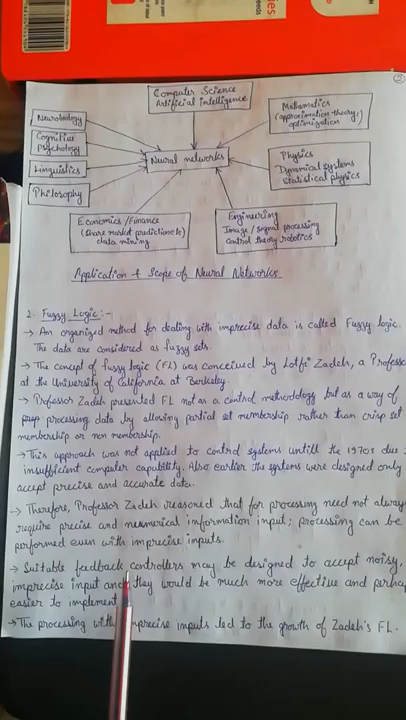 2
Computer Science
Artificial intelligence
Neurobiology
Cognitive
Psychology
Linguistics
Philosophy
Mathematics
(approximation theory,
optimization)
Neural networks
Physics
Dynamical systems
Statistical physics
Economics/Finance
(Share market prediction
data mining
Engineering
Image/Signal processing
Control theory robotics
Application & Scope of Neural Networks
2. Fuzzy Logic:-
→ An organized method for dealing with imprecise data is called Fuzzy logic.
The data are considered as fuzzy sets.
→ The concept of fuzzy logic (FL) was conceived by Lotfi Zadeh, a Professo
at the University of California at Berkeley.
→ Professor Zadeh presented FL not as a control methodology but as a way of
processing data by allowing partial set membership rather than crisp set
membership or non membership.
→ This approach was not applied to control systems untill the 1970s due
insufficient computer capability. Also earlier the systems were designed only
accept precise and accurate data.
→ Therefore, Professor Zadeh reasoned that for processing need not alway
require precise and numerical information input; processing can be
performed even with imprecise inputs.
→ Suitable feedback controllers may be designed to accept noisy,
imprecise input and they would be much more effective and perhap
easier to implement
→ The processing with imprecise inputs led to the growth of Zadeh's FL.